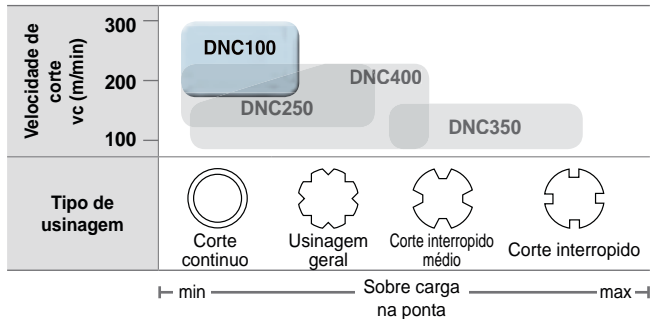 Velocidade de
corte
vc (m/min)
300
200
100
DNC100
DNC400
DNC250
DNC350
Tipo de
usinagem
Corte
continuo
Usinagem
geral
Corte interropido
médio
Corte interropido
min
Sobre carga
na ponta
max